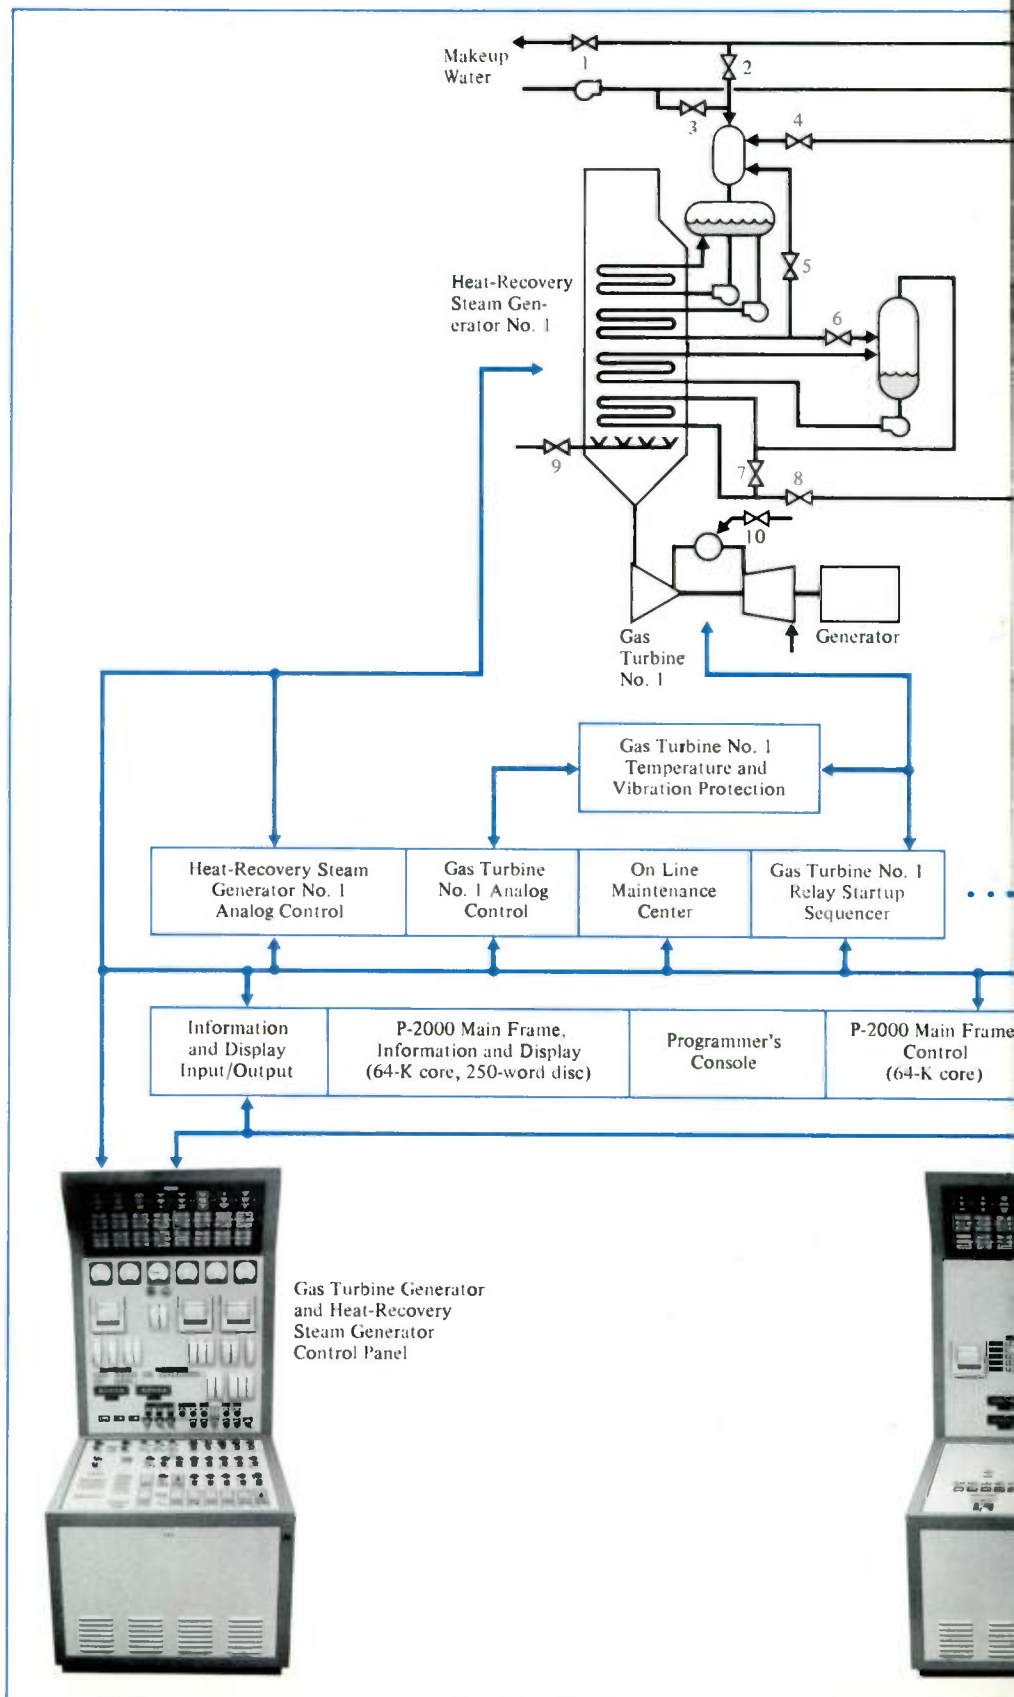 Makeup
Water
1
2
3
4
Heat-Recovery
Steam Gen-
erator No. 1
5
6
7
8
9
10
Gas
Turbine
No. 1
Generator
Gas Turbine No. 1
Temperature and
Vibration Protection
Heat-Recovery Steam
Generator No. 1
Analog Control
Gas Turbine
No. 1 Analog
Control
On Line
Maintenance
Center
Gas Turbine No. 1
Relay Startup
Sequencer
Information
and Display
Input/Output
P-2000 Main Frame,
Information and Display
(64-K core, 250-word disc)
Programmer's
Console
P-2000 Main Frame
Control
(64-K core)
Gas Turbine Generator
and Heat-Recovery
Steam Generator
Control Panel